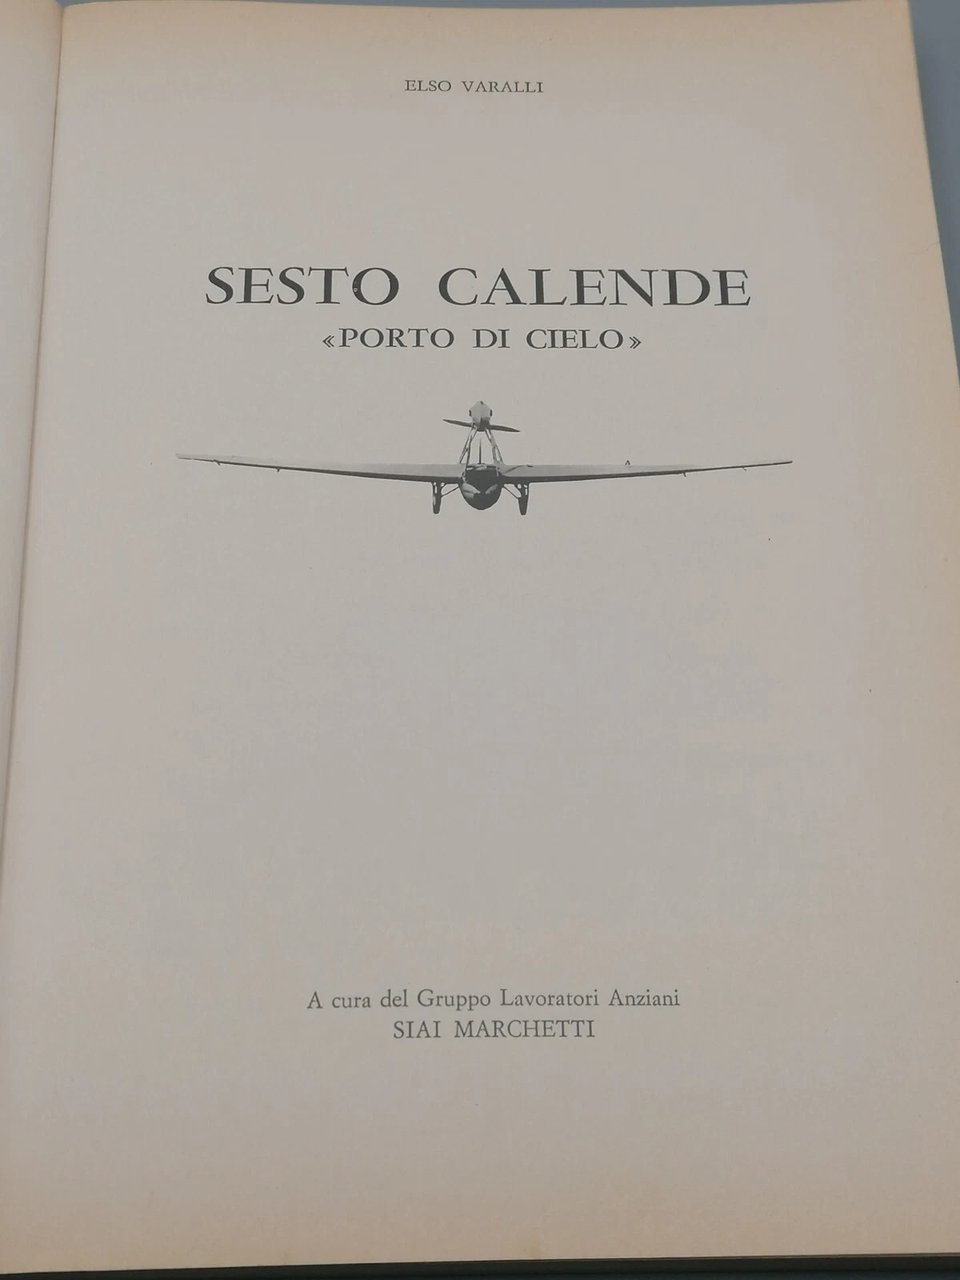 ELSO VARALLI
SESTO CALENDE
«PORTO DI CIELO»
A cura del Gruppo Lavoratori Anziani
SIAI MARCHETTI